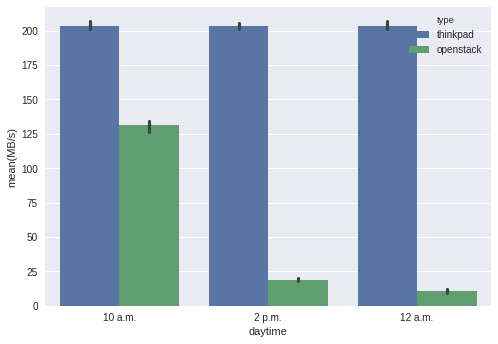 type
thinkpad
openstack
mean(MB/s)
200
175
150
125
100
75
50
25
0
10 a.m.
2 p.m.
12 a.m.
daytime